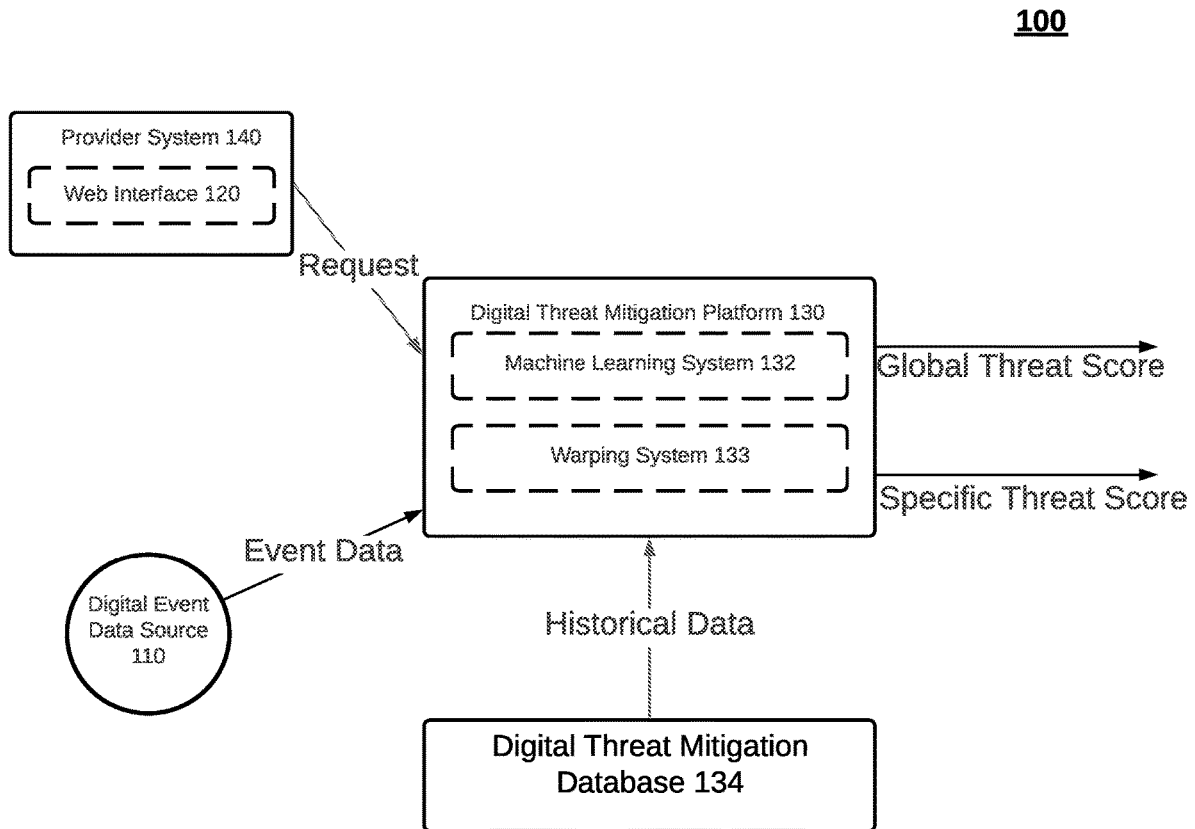 100
Provider System 140
Web Interface 120
Request
Digital Threat Mitigation Platform 130
Machine Learning System 132
Global Threat Score
Warping System 133
Specific Threat Score
Event Data
Digital Event
Data Source
110
Historical Data
Digital Threat Mitigation
Database 134